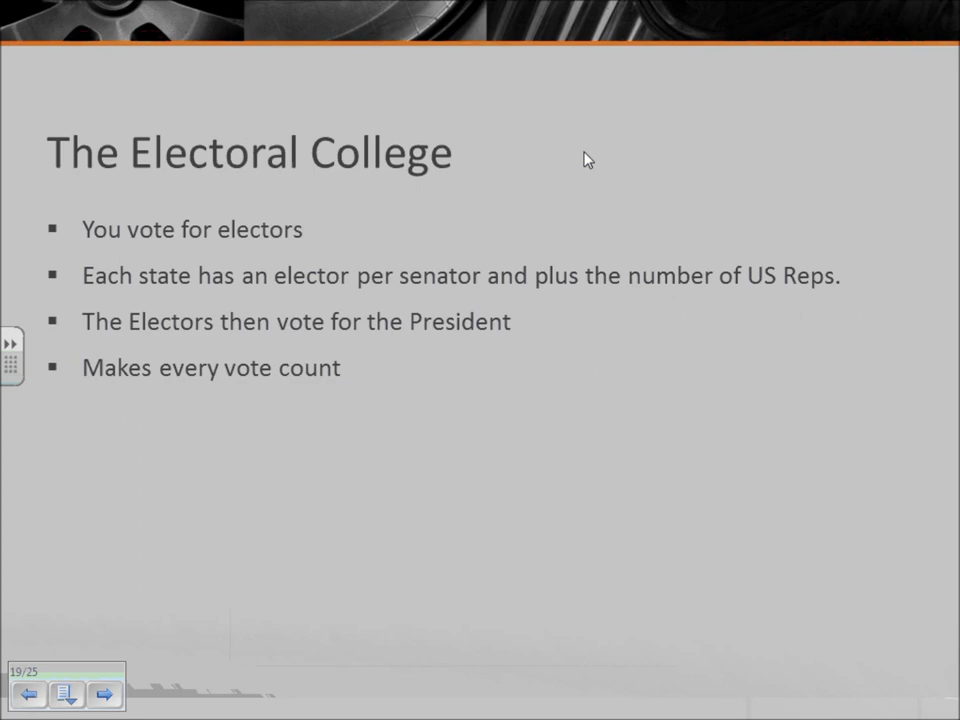 The Electoral College
▪ You vote for electors
▪ Each state has an elector per senator and plus the number of US Reps.
▪ The Electors then vote for the President
▪ Makes every vote count
19/25